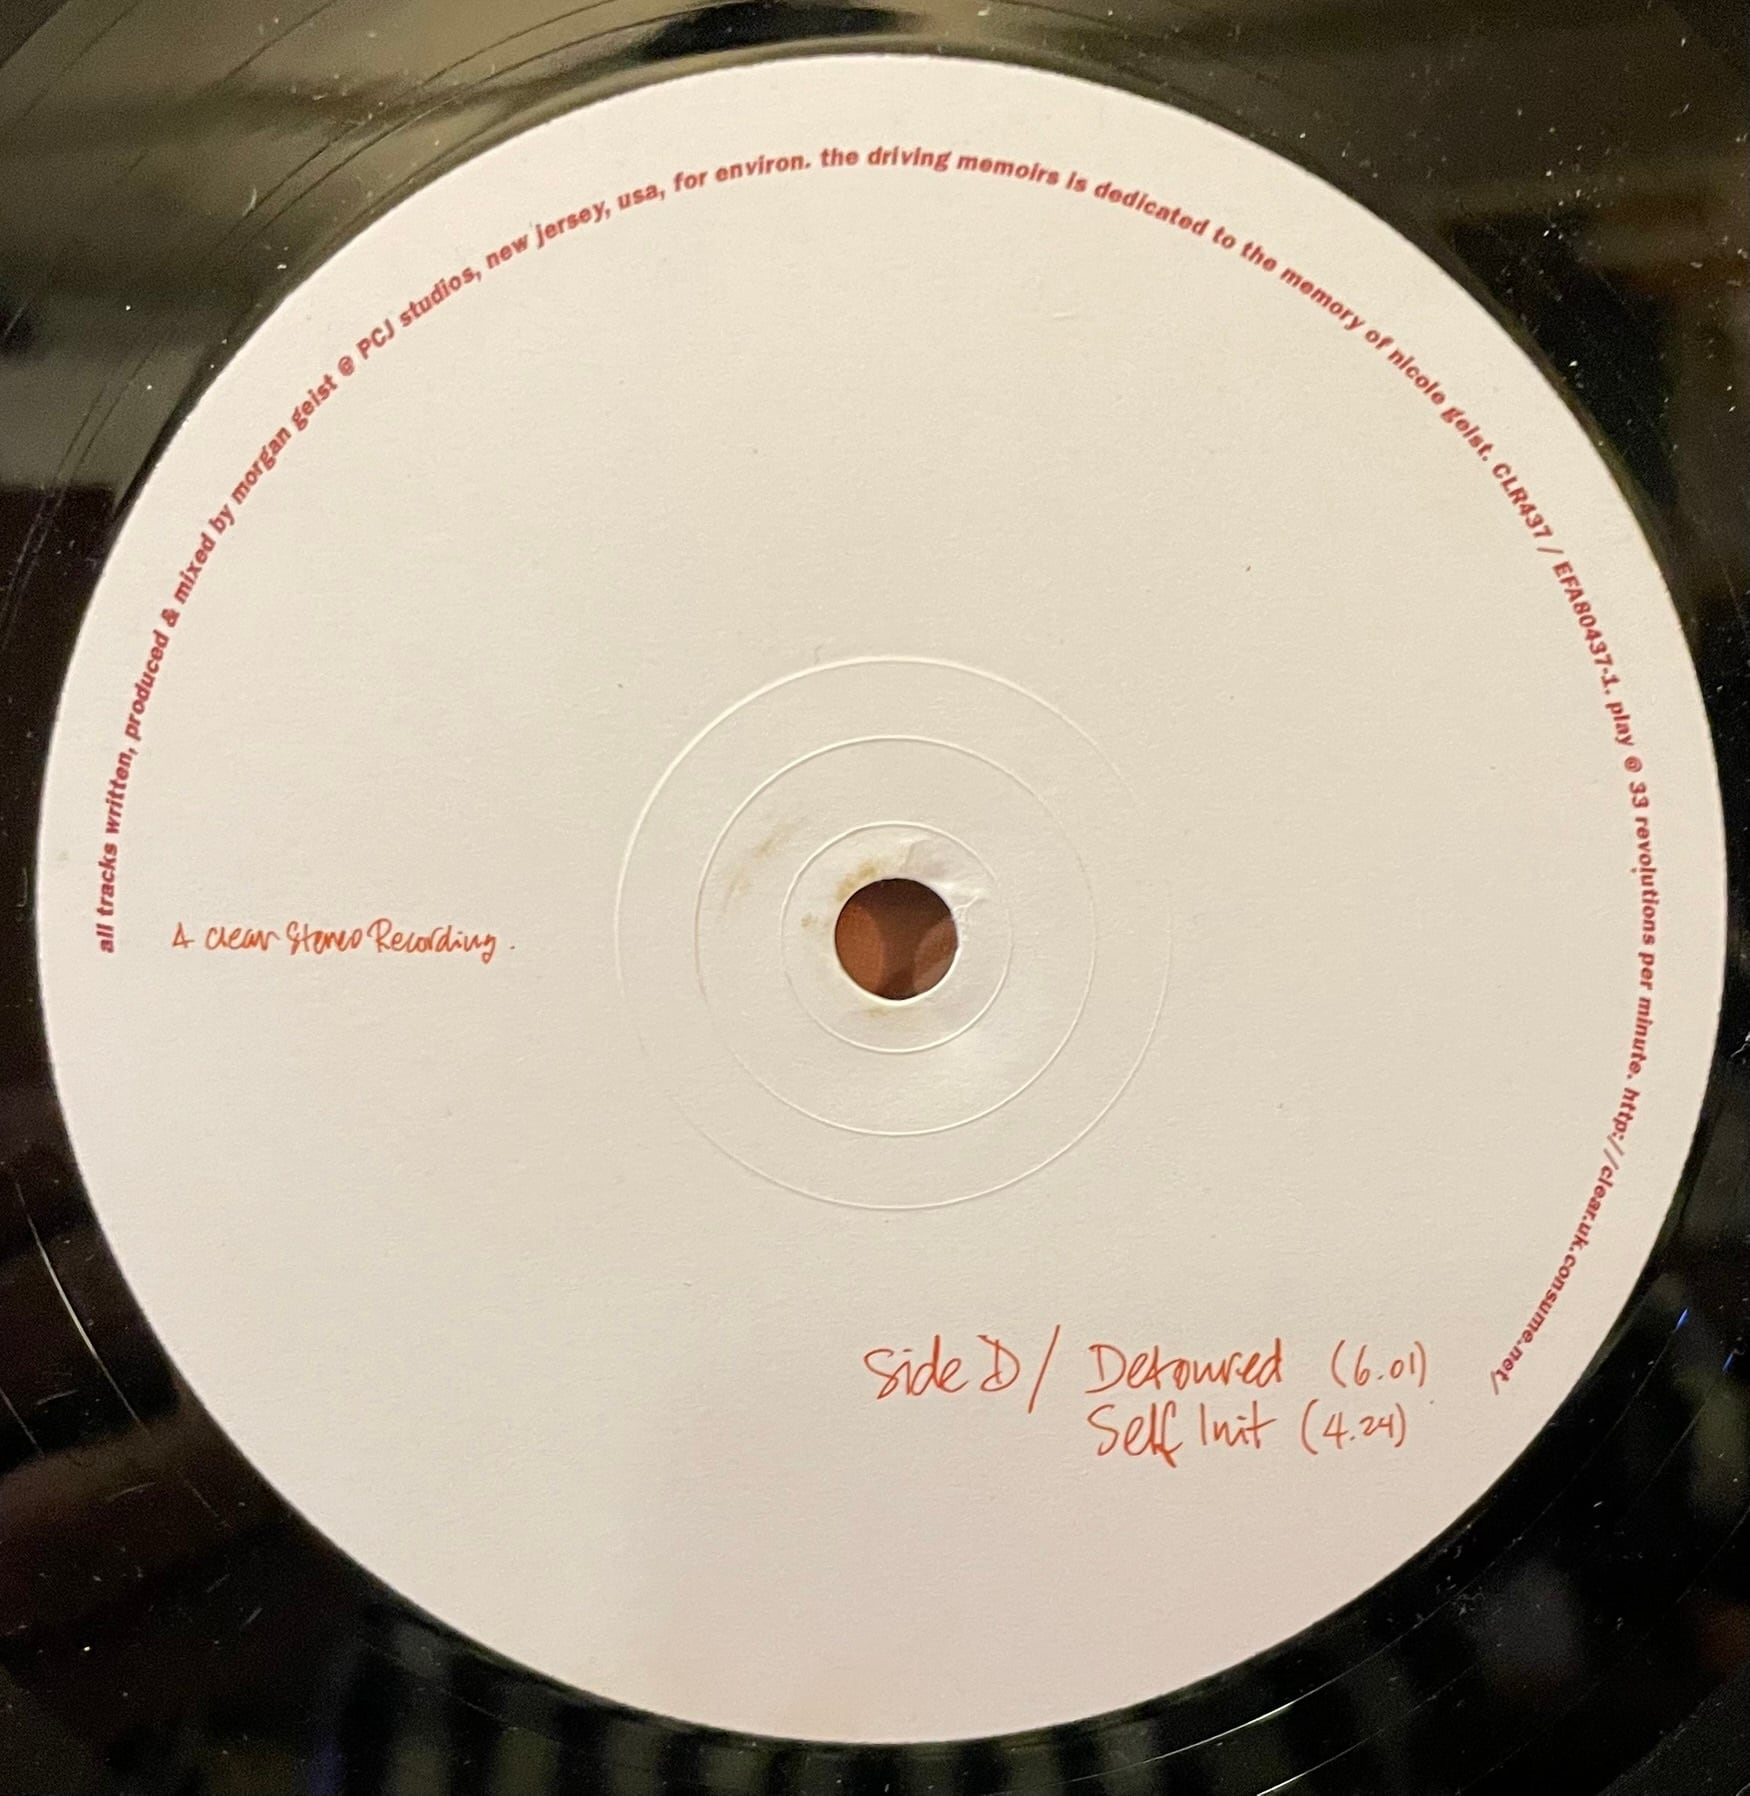 all tracks written, produced & mixed by morgan geist @ PCJ studios, new jersey, usa, for environ. the driving memoirs is dedicated to the memory of nicole geist. CLR437 / EFA80437-1. play @ 33 revolutions per minute. http://clear.uk.consume.net/
A Clear Stereo Recording.
Side D / Detoured (6.01)
Self Init (4.24)